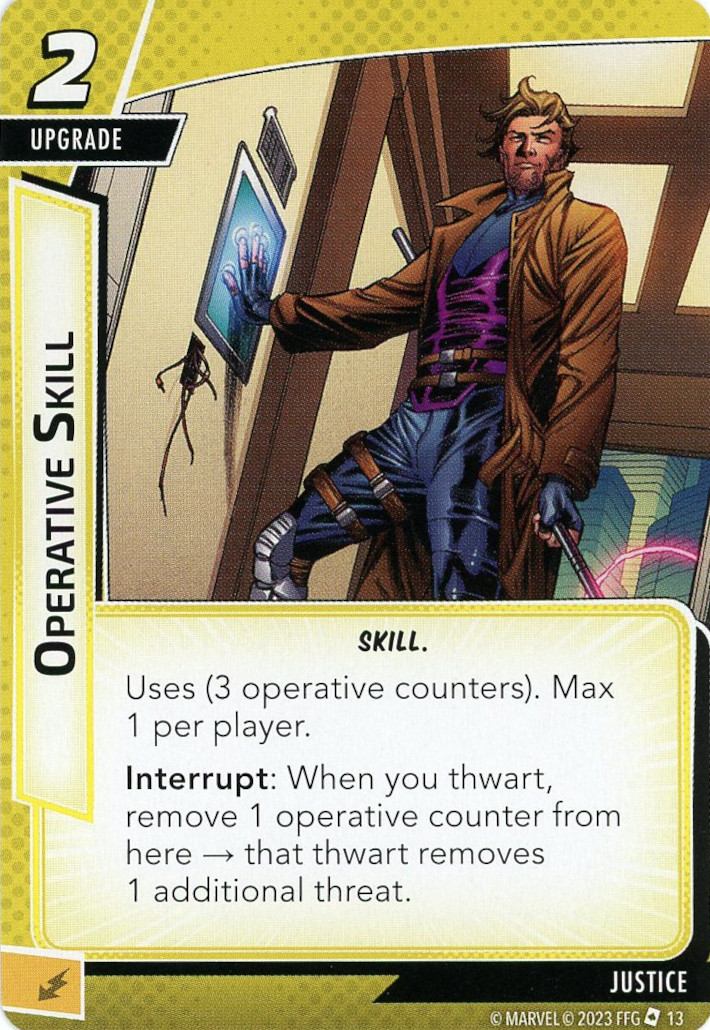 2
UPGRADE
OPERATIVE SKILL
SKILL.
Uses (3 operative counters). Max
1 per player.
Interrupt: When you thwart,
remove 1 operative counter from
here → that thwart removes
1 additional threat.
JUSTICE
© MARVEL © 2023 FFG 13